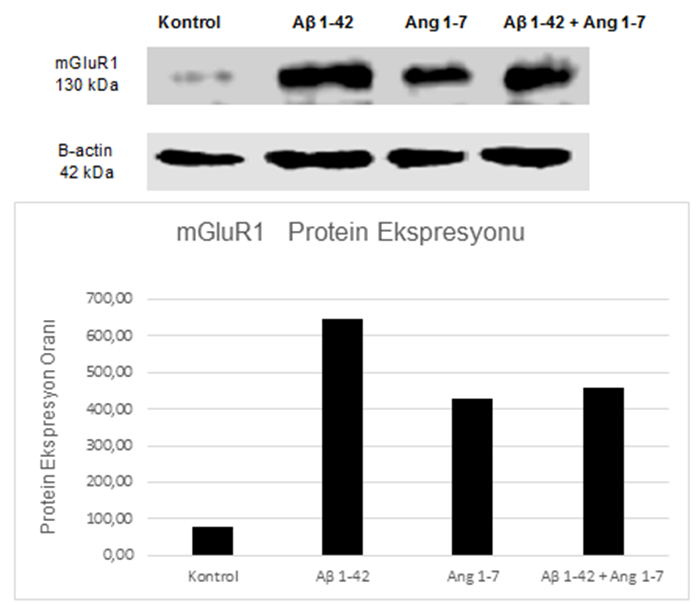 Kontrol Aβ 1-42 Ang 1-7 Aβ 1-42 + Ang 1-7
mGluR1
130 kDa
B-actin
42 kDa
mGluR1 Protein Ekspresyonu
Protein Ekspresyon Oranı
700,00
600,00
500,00
400,00
300,00
200,00
100,00
0,00
Kontrol Aβ 1-42 Ang 1-7 Aβ 1-42 + Ang 1-7